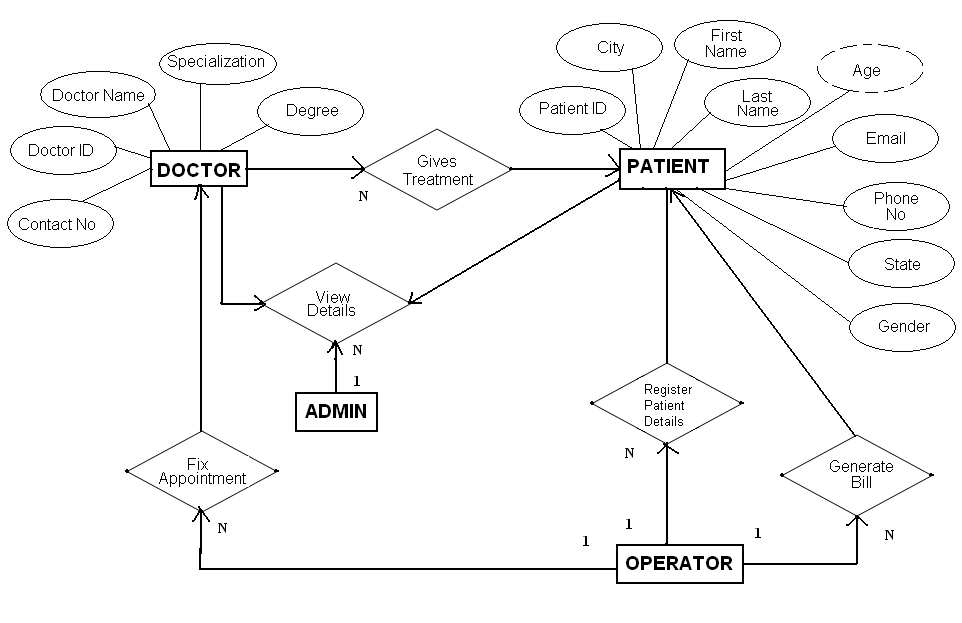 Specialization
Doctor Name
Degree
Doctor ID
Contact No
DOCTOR
City
First
Name
Age
Patient ID
Last
Name
Email
PATIENT
Phone
No
State
Gender
Gives
Treatment
N
View
Details
N
1
ADMIN
Register
Patient
Details
N
1
Fix
Appointment
N
1
Generate
Bill
N
1
OPERATOR